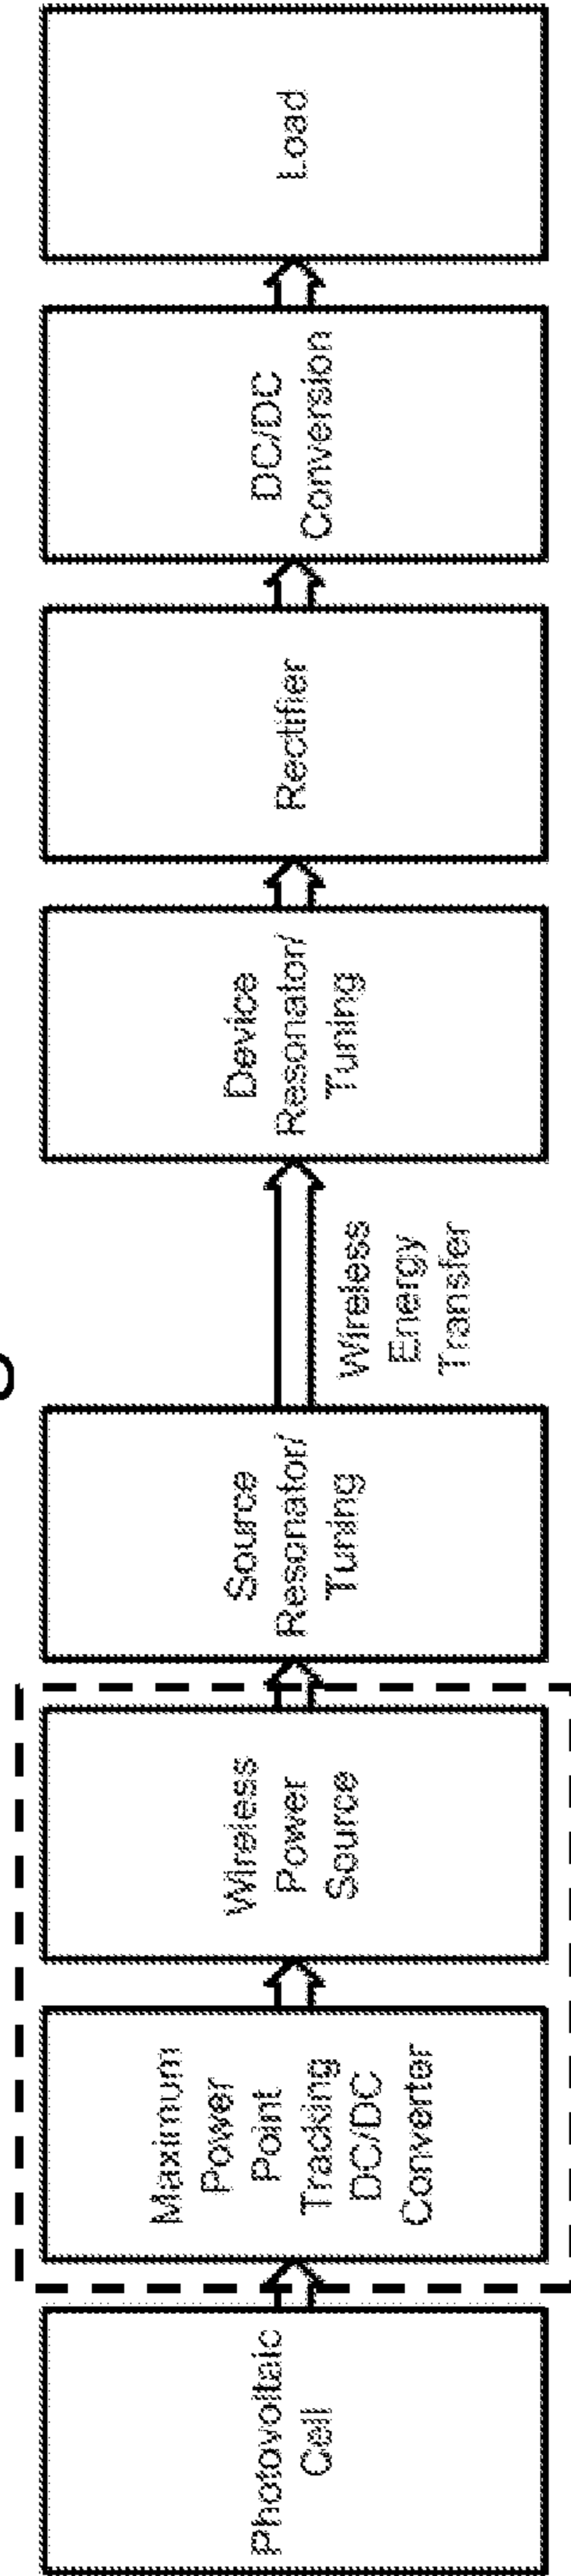 Photovoltaic
Cell
Maximum
Power
Point
Tracking
DC/DC
Converter
Wireless
Power
Source
Source
Resonator/
Tuning
Wireless
Energy
Transfer
Device
Resonator/
Tuning
Rectifier
DC/DC
Conversion
Load